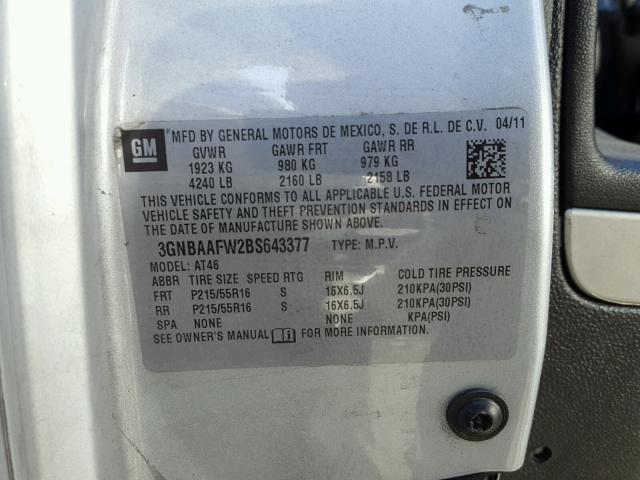 GM MFD BY GENERAL MOTORS DE MEXICO, S. DE R.L. DE C.V. 04/11
GVWR GAWR FRT GAWR RR
1923 KG 980 KG 979 KG
4240 LB 2160 LB 2158 LB
THIS VEHICLE CONFORMS TO ALL APPLICABLE U.S. FEDERAL MOTOR
VEHICLE SAFETY AND THEFT PREVENTION STANDARDS IN EFFECT ON
THE DATE OF MANUFACTURE SHOWN ABOVE.
3GNBAAFW2BS643377 TYPE: M.P.V.
MODEL: AT46
ABBR TIRE SIZE SPEED RTG RIM COLD TIRE PRESSURE
FRT P215/55R16 S 16X6.5J 210KPA(30PSI)
RR P215/55R16 S 16X6.5J 210KPA(30PSI)
SPA NONE NONE KPA(PSI)
SEE OWNER'S MANUAL FOR MORE INFORMATION.